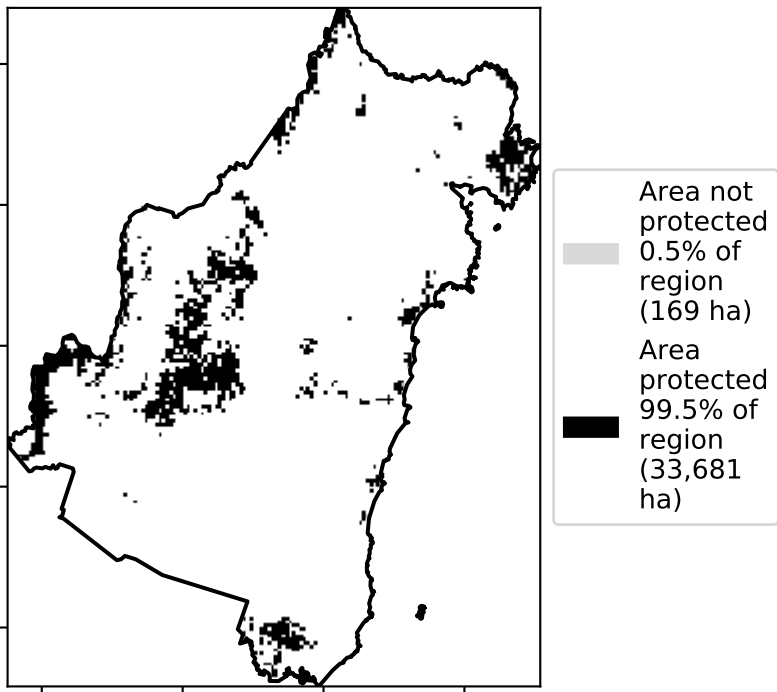 Area not
protected
0.5% of
region
(169 ha)
Area
protected
99.5% of
region
(33,681
ha)